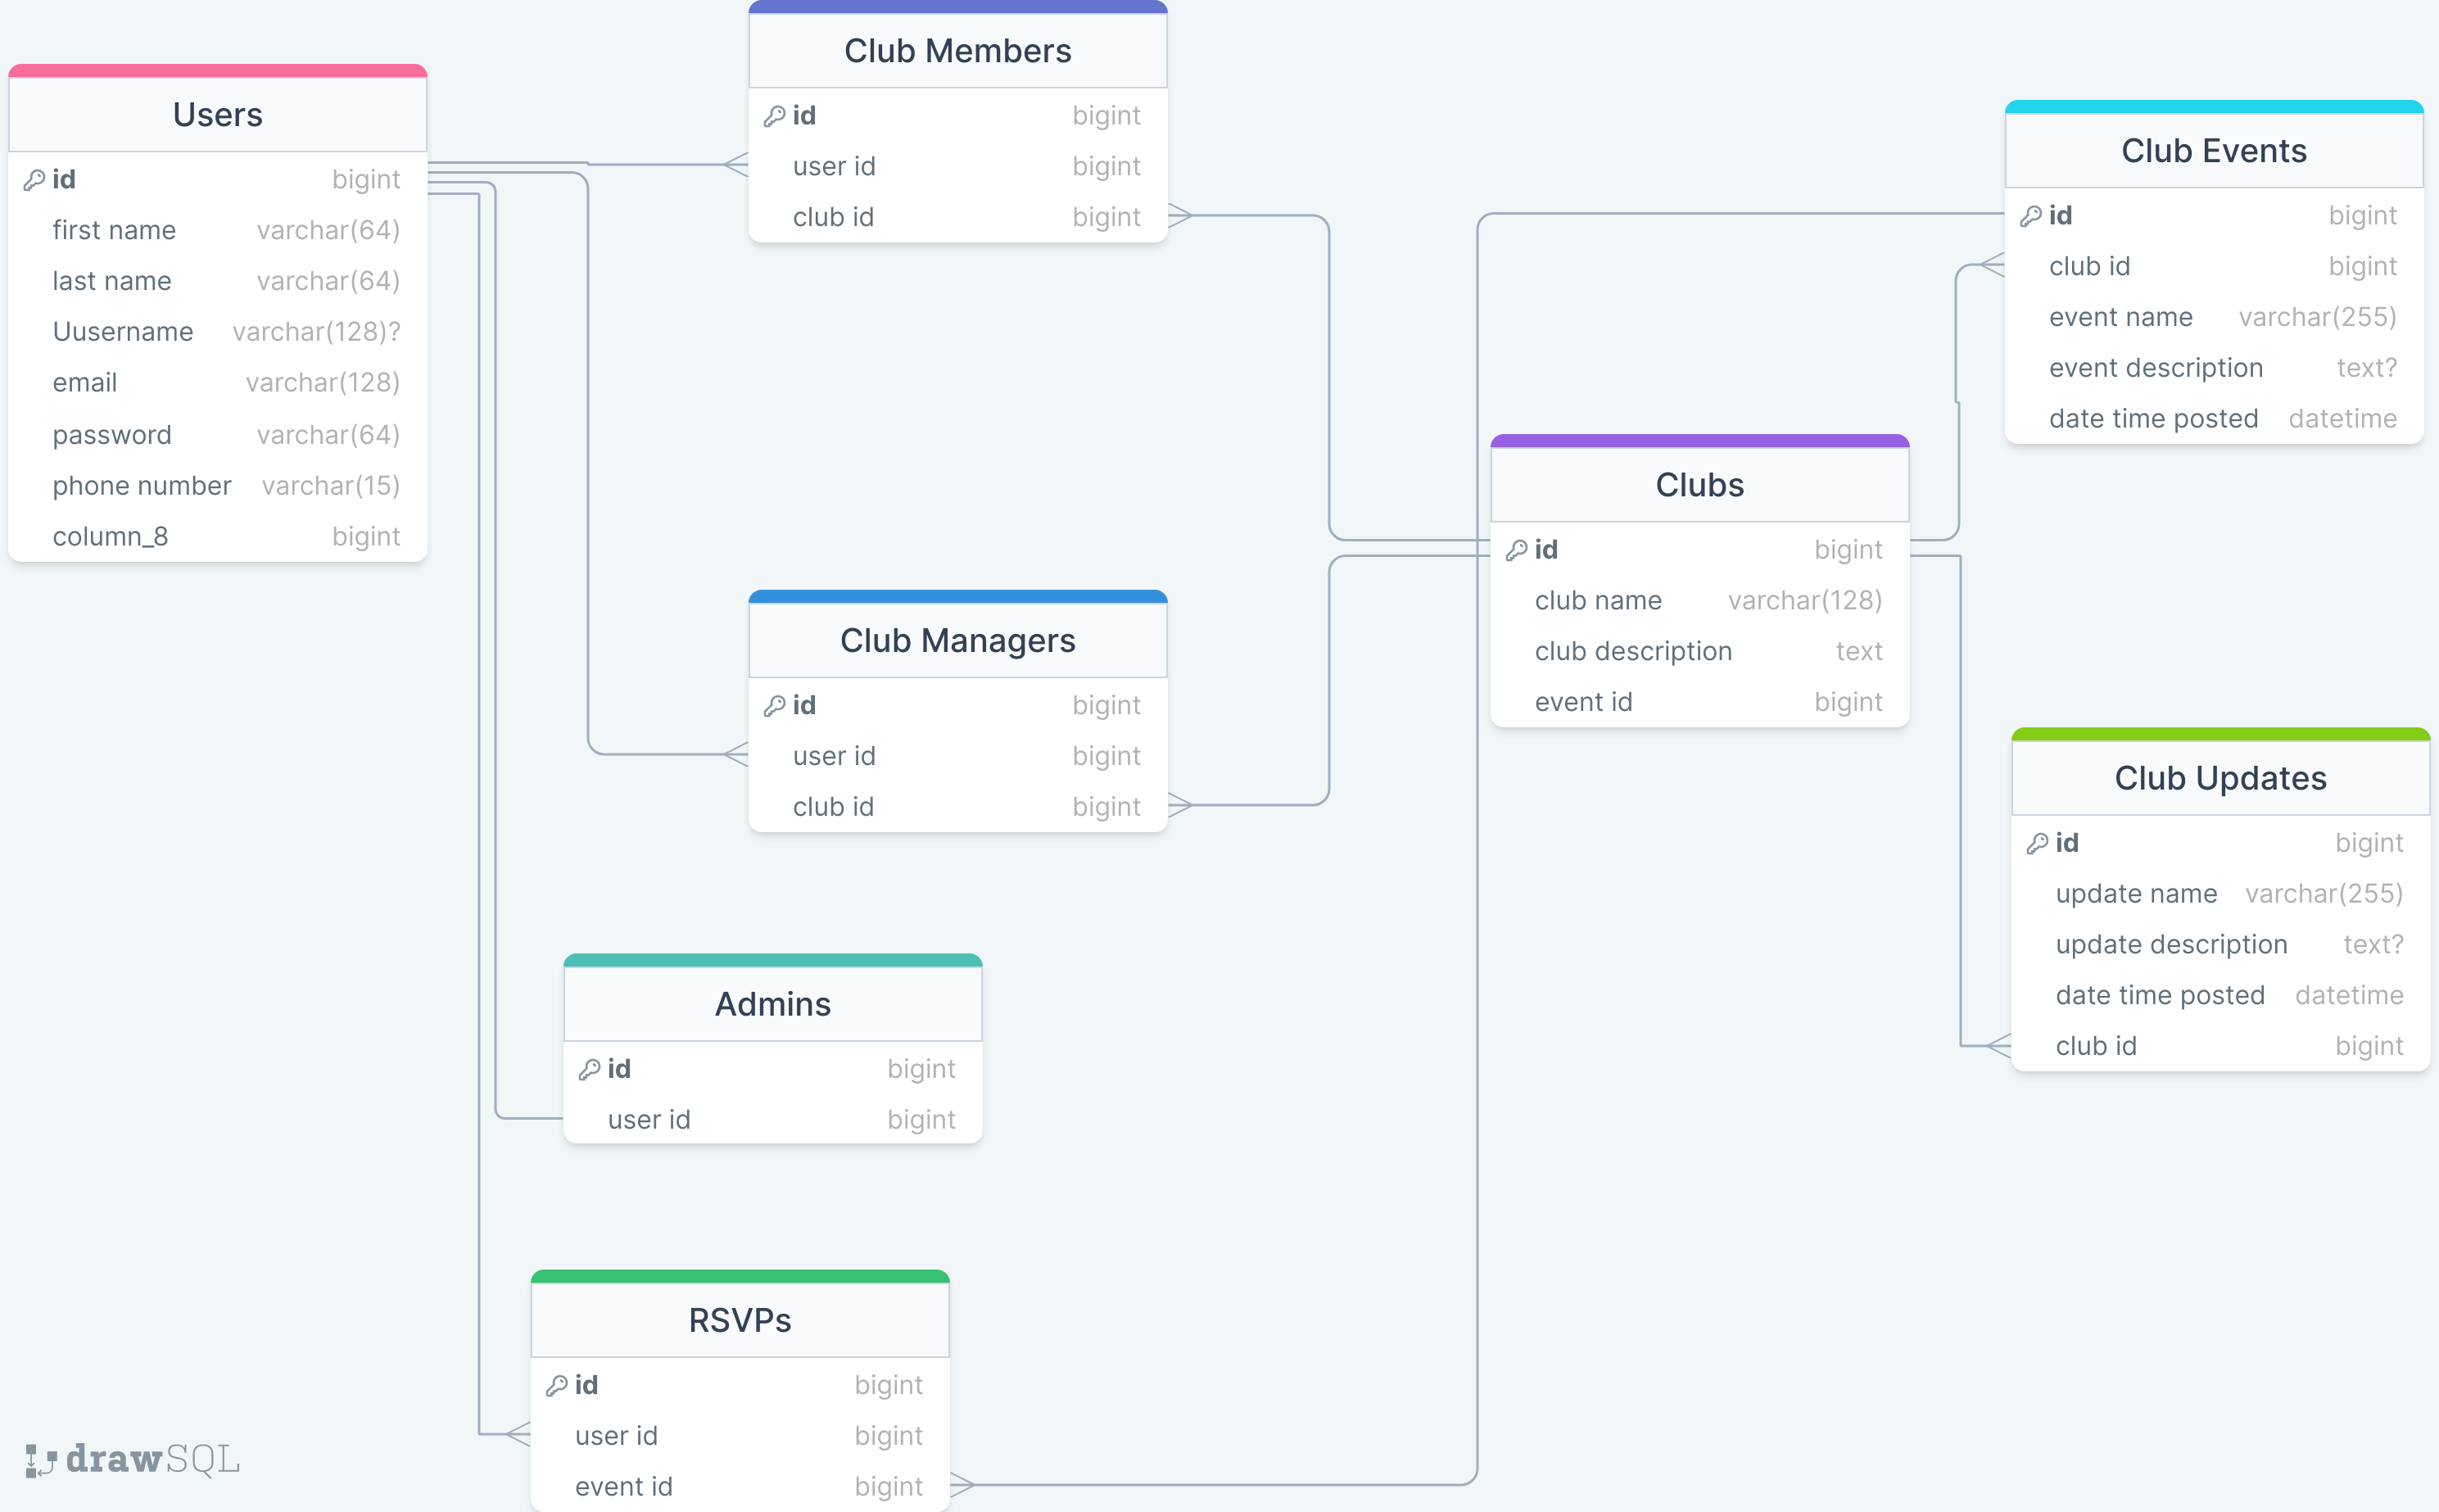 Users
id bigint
first name varchar(64)
last name varchar(64)
Uusername varchar(128)?
email varchar(128)
password varchar(64)
phone number varchar(15)
column_8 bigint
Club Members
id bigint
user id bigint
club id bigint
Club Managers
id bigint
user id bigint
club id bigint
Admins
id bigint
user id bigint
RSVPs
id bigint
user id bigint
event id bigint
Clubs
id bigint
club name varchar(128)
club description text
event id bigint
Club Events
id bigint
club id bigint
event name varchar(255)
event description text?
date time posted datetime
Club Updates
id bigint
update name varchar(255)
update description text?
date time posted datetime
club id bigint
drawSQL